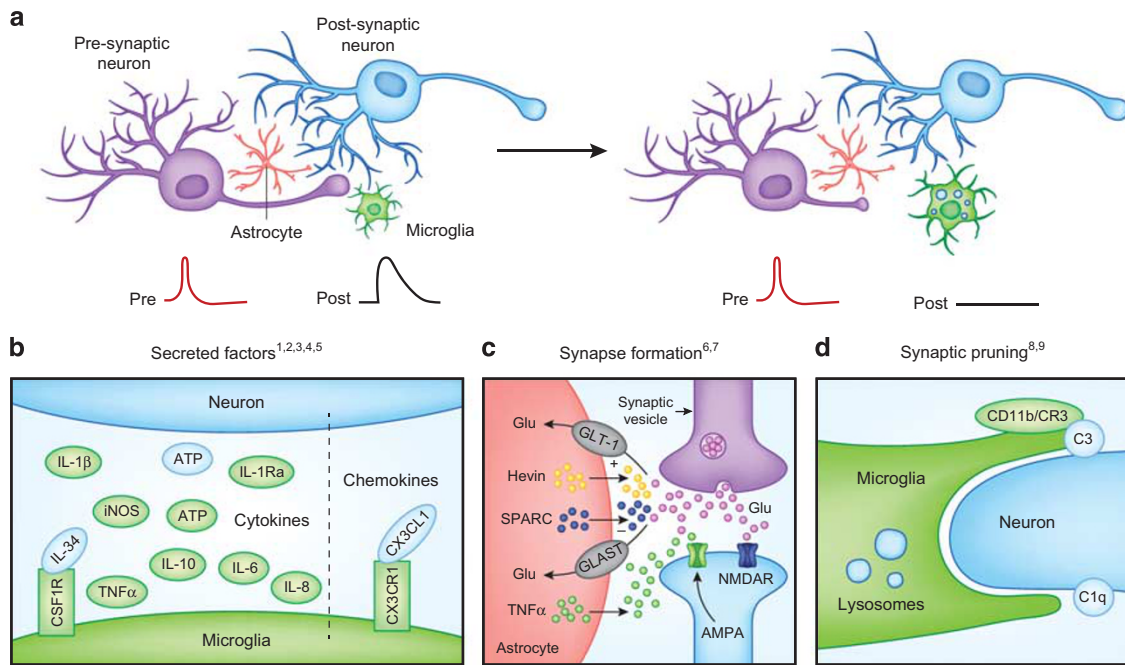 a
Pre-synaptic
neuron
Post-synaptic
neuron
Astrocyte
Microglia
Pre
Post
Pre
Post
b
Secreted factors1,2,3,4,5
Neuron
IL-1β
ATP
IL-1Ra
Chemokines
iNOS
ATP
Cytokines
IL-34
CX3CL1
IL-10
IL-6
CSF1R
TNFα
IL-8
CX3CR1
Microglia
c
Synapse formation6,7
Synaptic
vesicle
Glu
GLT-1
+
Hevin
Glu
SPARC
–
GLAST
Glu
NMDAR
TNFα
AMPA
Astrocyte
d
Synaptic pruning8,9
CD11b/CR3
C3
Microglia
Neuron
Lysosomes
C1q